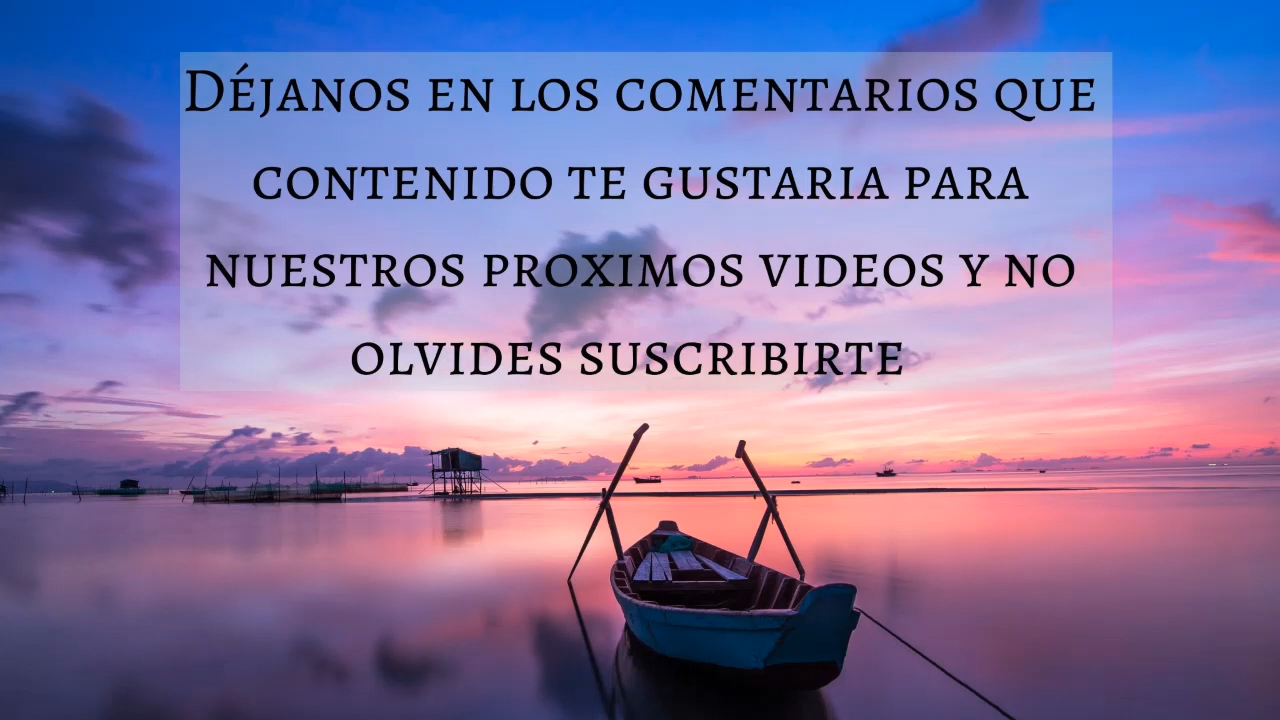 Déjanos en los comentarios que
contenido te gustaria para
nuestros proximos videos y no
olvides suscribirte